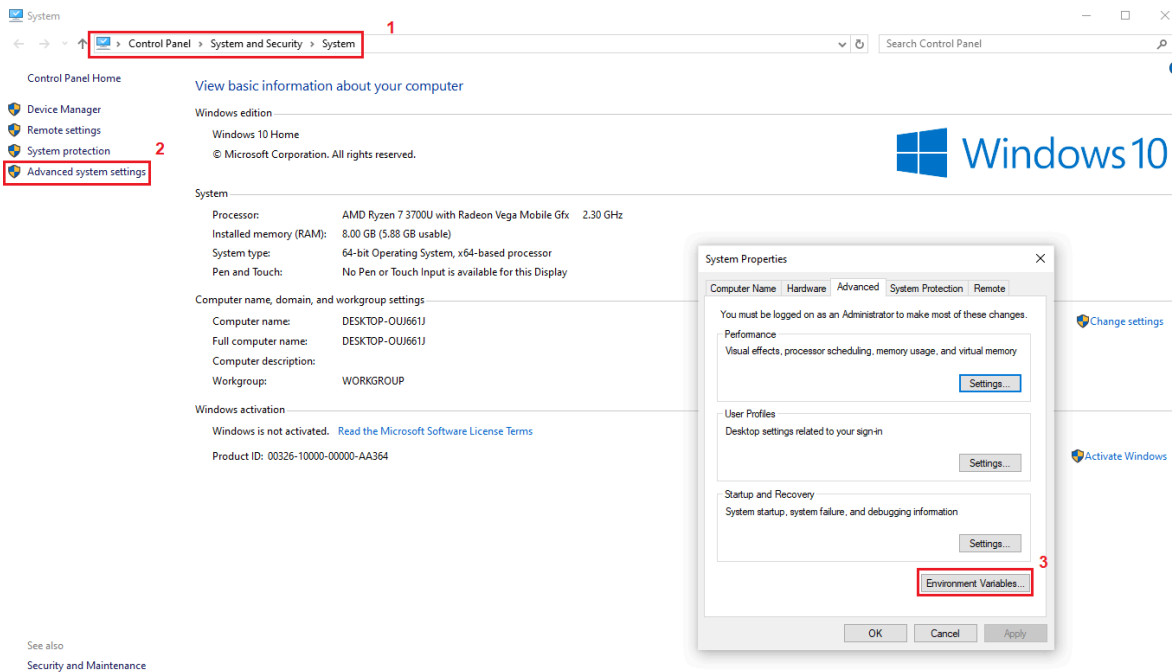 System
1
Control Panel > System and Security > System
Search Control Panel
Control Panel Home
Device Manager
Remote settings
System protection
2
Advanced system settings
View basic information about your computer
Windows edition
Windows 10 Home
© Microsoft Corporation. All rights reserved.
Windows 10
System
Processor: AMD Ryzen 7 3700U with Radeon Vega Mobile Gfx 2.30 GHz
Installed memory (RAM): 8.00 GB (5.88 GB usable)
System type: 64-bit Operating System, x64-based processor
Pen and Touch: No Pen or Touch Input is available for this Display
Computer name, domain, and workgroup settings
Computer name: DESKTOP-OUJ661J
Full computer name: DESKTOP-OUJ661J
Computer description:
Workgroup: WORKGROUP
Change settings
Windows activation
Windows is not activated. Read the Microsoft Software License Terms
Product ID: 00326-10000-00000-AA364
Activate Windows
System Properties
Computer Name Hardware Advanced System Protection Remote
You must be logged on as an Administrator to make most of these changes.
Performance
Visual effects, processor scheduling, memory usage, and virtual memory
Settings...
User Profiles
Desktop settings related to your sign-in
Settings...
Startup and Recovery
System startup, system failure, and debugging information
Settings...
3
Environment Variables...
OK Cancel Apply
See also
Security and Maintenance